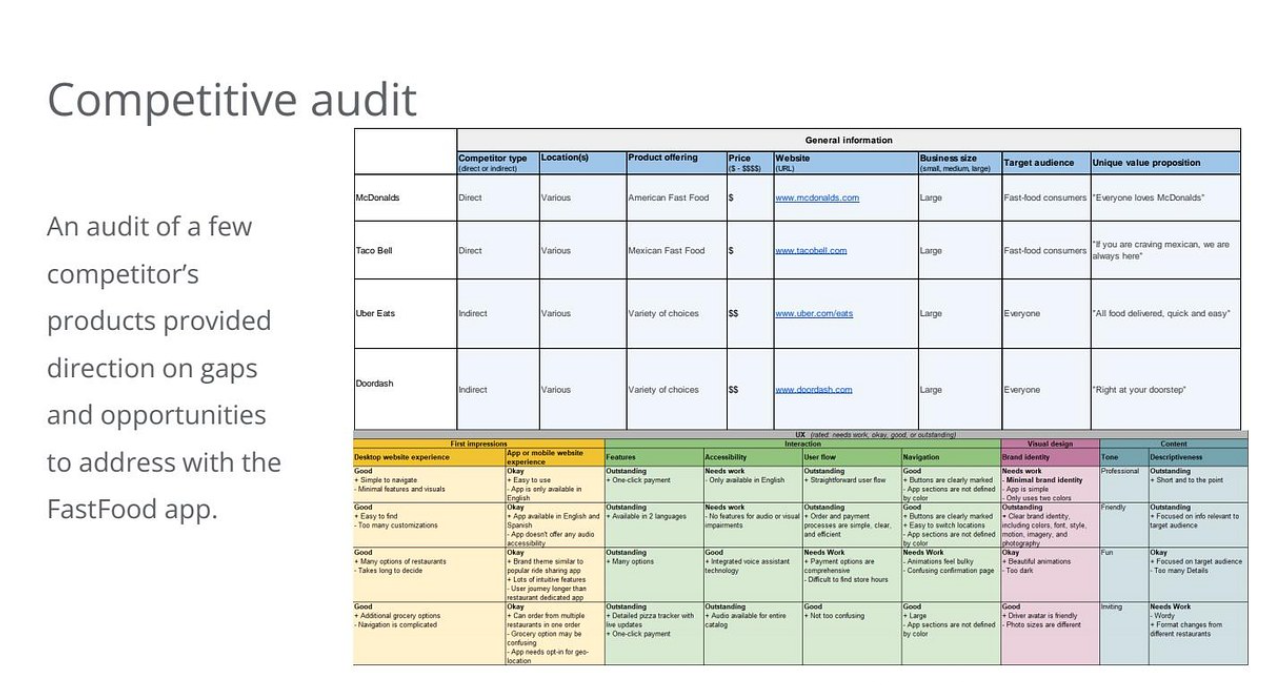 Competitive audit
An audit of a few
competitor's
products provided
direction on gaps
and opportunities
to address with the
FastFood app.
General information
Competitor type
(direct or indirect)
Location(s)
Product offering
Price
($ - $$$$)
Website
(URL)
Business size
(small, medium, large)
Target audience
Unique value proposition
McDonalds
Direct
Various
American Fast Food
$
www.mcdonalds.com
Large
Fast-food consumers
"Everyone loves McDonalds"
Taco Bell
Direct
Various
Mexican Fast Food
$
www.tacobell.com
Large
Fast-food consumers
"If you are craving mexican, we are
always here"
Uber Eats
Indirect
Various
Variety of choices
$$
www.uber.com/eats
Large
Everyone
"All food delivered, quick and easy"
Doordash
Indirect
Various
Variety of choices
$$
www.doordash.com
Large
Everyone
"Right at your doorstep"
UX (rated: needs work, okay, good, or outstanding)
First impressions
Interaction
Visual design
Content
Desktop website experience
App or mobile website
experience
Features
Accessibility
User flow
Navigation
Brand identity
Tone
Descriptiveness
Good
+ Simple to navigate
- Minimal features and visuals
Okay
+ Easy to use
- App is only available in
English
Outstanding
+ One-click payment
Needs work
- Only available in English
Outstanding
+ Straightforward user flow
Good
+ Buttons are clearly marked
- App sections are not defined
by color
Needs work
- Minimal brand identity
- App is simple
- Only uses two colors
Professional
Outstanding
+ Short and to the point
Good
+ Easy to find
- Too many customizations
Okay
+ App available in English and
Spanish
- App doesn't offer any audio
accessibility
Outstanding
+ Available in 2 languages
Needs work
- No features for audio or visual
impairments
Outstanding
+ Order and payment
processes are simple, clear,
and efficient
Good
+ Buttons are clearly marked
+ Easy to switch locations
- App sections are not defined
by color
Outstanding
+ Clear brand identity,
including colors, font, style,
motion, imagery, and
photography
Friendly
Outstanding
+ Focused on info relevant to
target audience
Good
+ Many options of restaurants
- Takes long to decide
Okay
+ Brand theme similar to
popular ride sharing app
+ Lots of intuitive features
- User journey longer than
restaurant dedicated app
Outstanding
+ Many options
Good
+ Integrated voice assistant
technology
Needs Work
+ Payment options are
comprehensive
- Difficult to find store hours
Needs Work
- Animations feel bulky
- Confusing confirmation page
Okay
+ Beautiful animations
- Too dark
Fun
Okay
+ Focused on target audience
- Too many Details
Good
+ Additional grocery options
- Navigation is complicated
Okay
+ Can order from multiple
restaurants in one order
- Grocery option may be
confusing
- App needs opt-in for geo-
location
Outstanding
+ Detailed pizza tracker with
live updates
+ One-click payment
Outstanding
+ Audio available for entire
catalog
Good
+ Not too confusing
Good
+ Large
- App sections are not defined
by color
Good
+ Driver avatar is friendly
- Photo sizes are different
Inviting
Needs Work
- Wordy
+ Format changes from
different restaurants